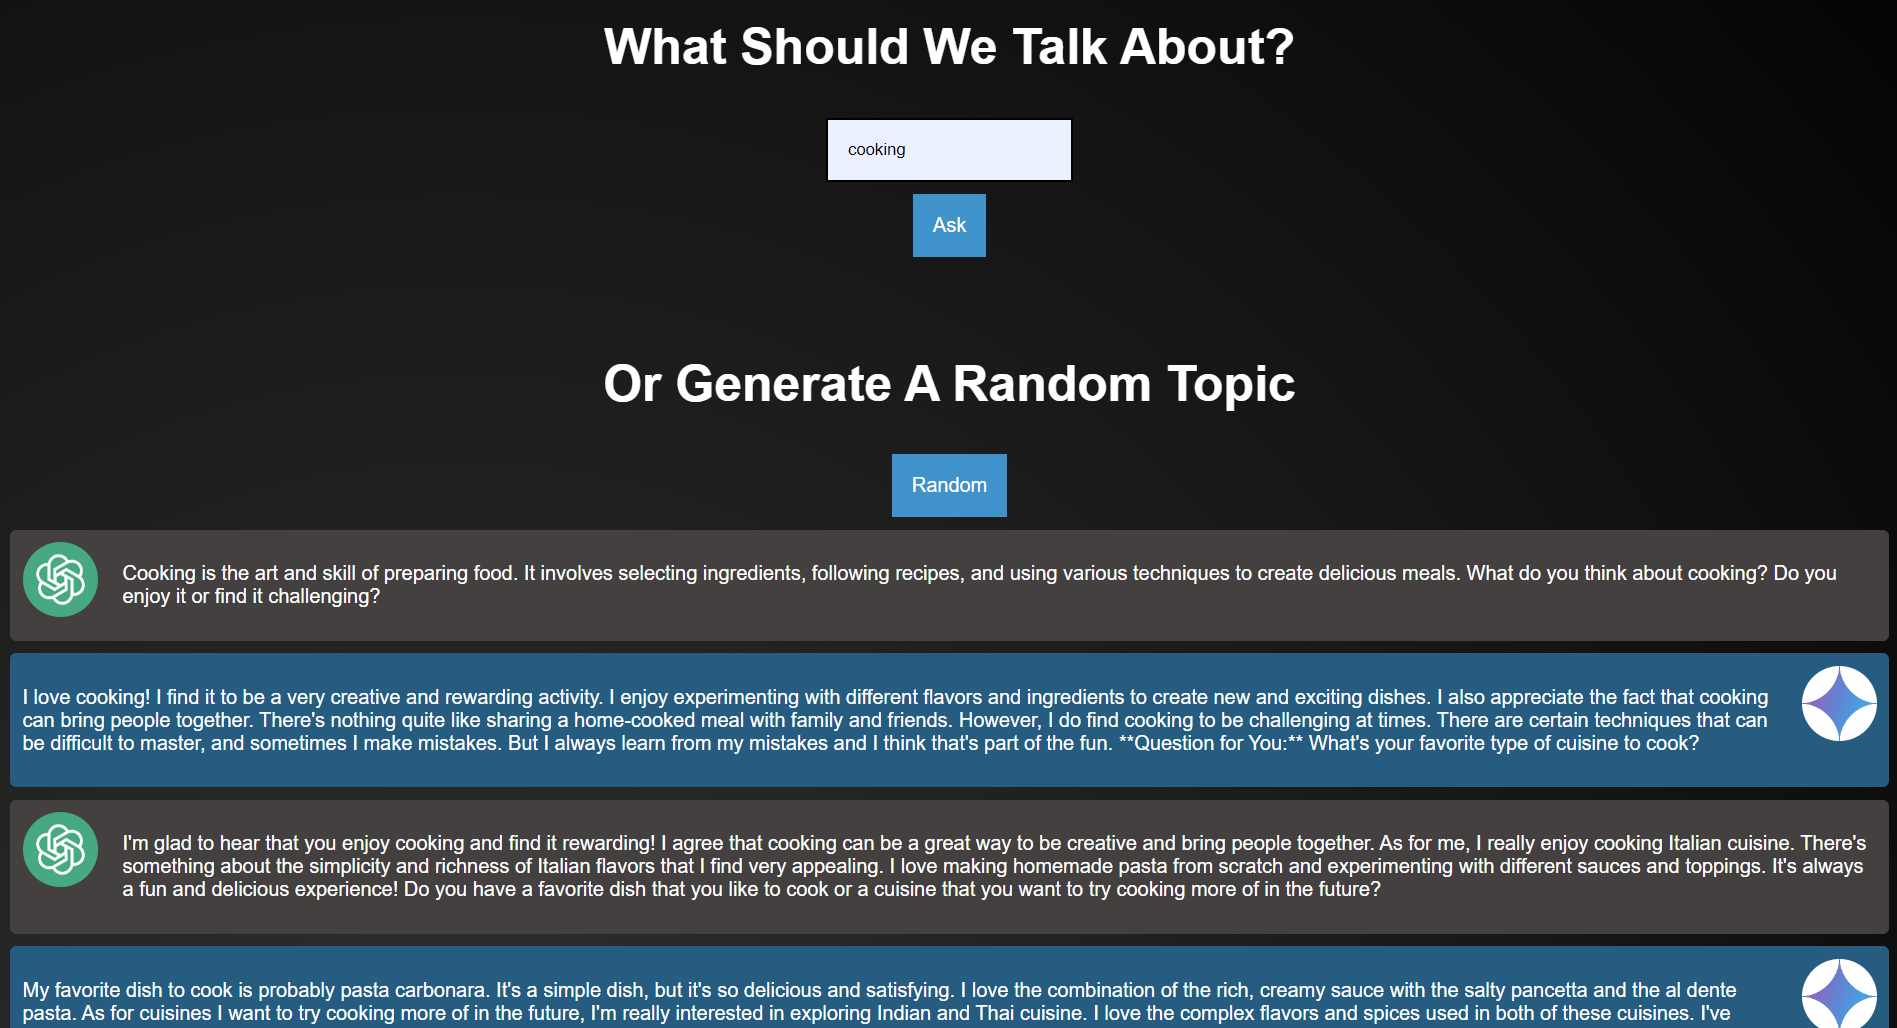 What Should We Talk About?
cooking
Ask
Or Generate A Random Topic
Random
Cooking is the art and skill of preparing food. It involves selecting ingredients, following recipes, and using various techniques to create delicious meals. What do you think about cooking? Do you
enjoy it or find it challenging?
I love cooking! I find it to be a very creative and rewarding activity. I enjoy experimenting with different flavors and ingredients to create new and exciting dishes. I also appreciate the fact that cooking
can bring people together. There's nothing quite like sharing a home-cooked meal with family and friends. However, I do find cooking to be challenging at times. There are certain techniques that can
be difficult to master, and sometimes I make mistakes. But I always learn from my mistakes and I think that's part of the fun. **Question for You:** What's your favorite type of cuisine to cook?
I'm glad to hear that you enjoy cooking and find it rewarding! I agree that cooking can be a great way to be creative and bring people together. As for me, I really enjoy cooking Italian cuisine. There's
something about the simplicity and richness of Italian flavors that I find very appealing. I love making homemade pasta from scratch and experimenting with different sauces and toppings. It's always
a fun and delicious experience! Do you have a favorite dish that you like to cook or a cuisine that you want to try cooking more of in the future?
My favorite dish to cook is probably pasta carbonara. It's a simple dish, but it's so delicious and satisfying. I love the combination of the rich, creamy sauce with the salty pancetta and the al dente
pasta. As for cuisines I want to try cooking more of in the future, I'm really interested in exploring Indian and Thai cuisine. I love the complex flavors and spices used in both of these cuisines. I've